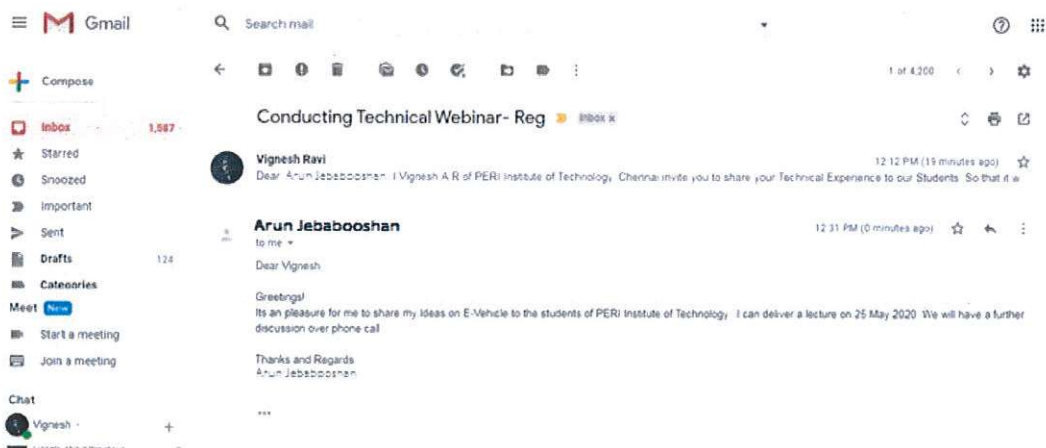 Gmail
Search mail
Compose
1 of 4,200
Conducting Technical Webinar- Reg Inbox x
Inbox 1,587
Starred
Vignesh Ravi 12:12 PM (19 minutes ago)
Dear Arun Jebabooshan I Vignesh A R of PERI Institute of Technology Chennai invite you to share your Technical Experience to our Students So that it w
Snoozed
Important
Sent
Arun Jebabooshan 12:31 PM (0 minutes ago)
to me
Drafts 124
Dear Vignesh
Categories
Meet New
Greetings!
Its an pleasure for me to share my Ideas on E-Vehicle to the students of PERI Institute of Technology I can deliver a lecture on 25 May 2020 We will have a further
discussion over phone call
Start a meeting
Join a meeting
Thanks and Regards
Arun Jebabooshan
Chat
Vignesh